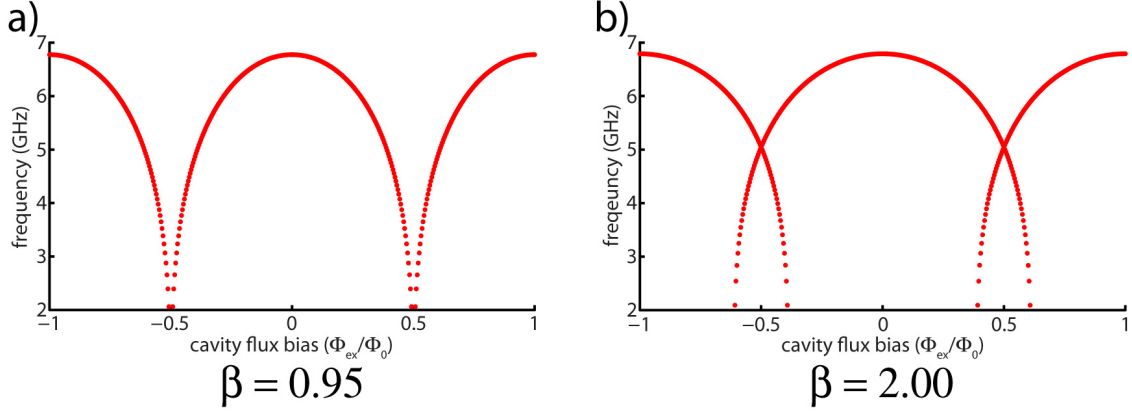 a)
7
6
5
4
3
2
frequency (GHz)
−1 −0.5 0 0.5 1
cavity flux bias (Φex/Φ0)
β = 0.95
b)
7
6
5
4
3
2
freqeuncy (GHz)
−1 −0.5 0 0.5 1
cavity flux bias (Φex/Φ0)
β = 2.00